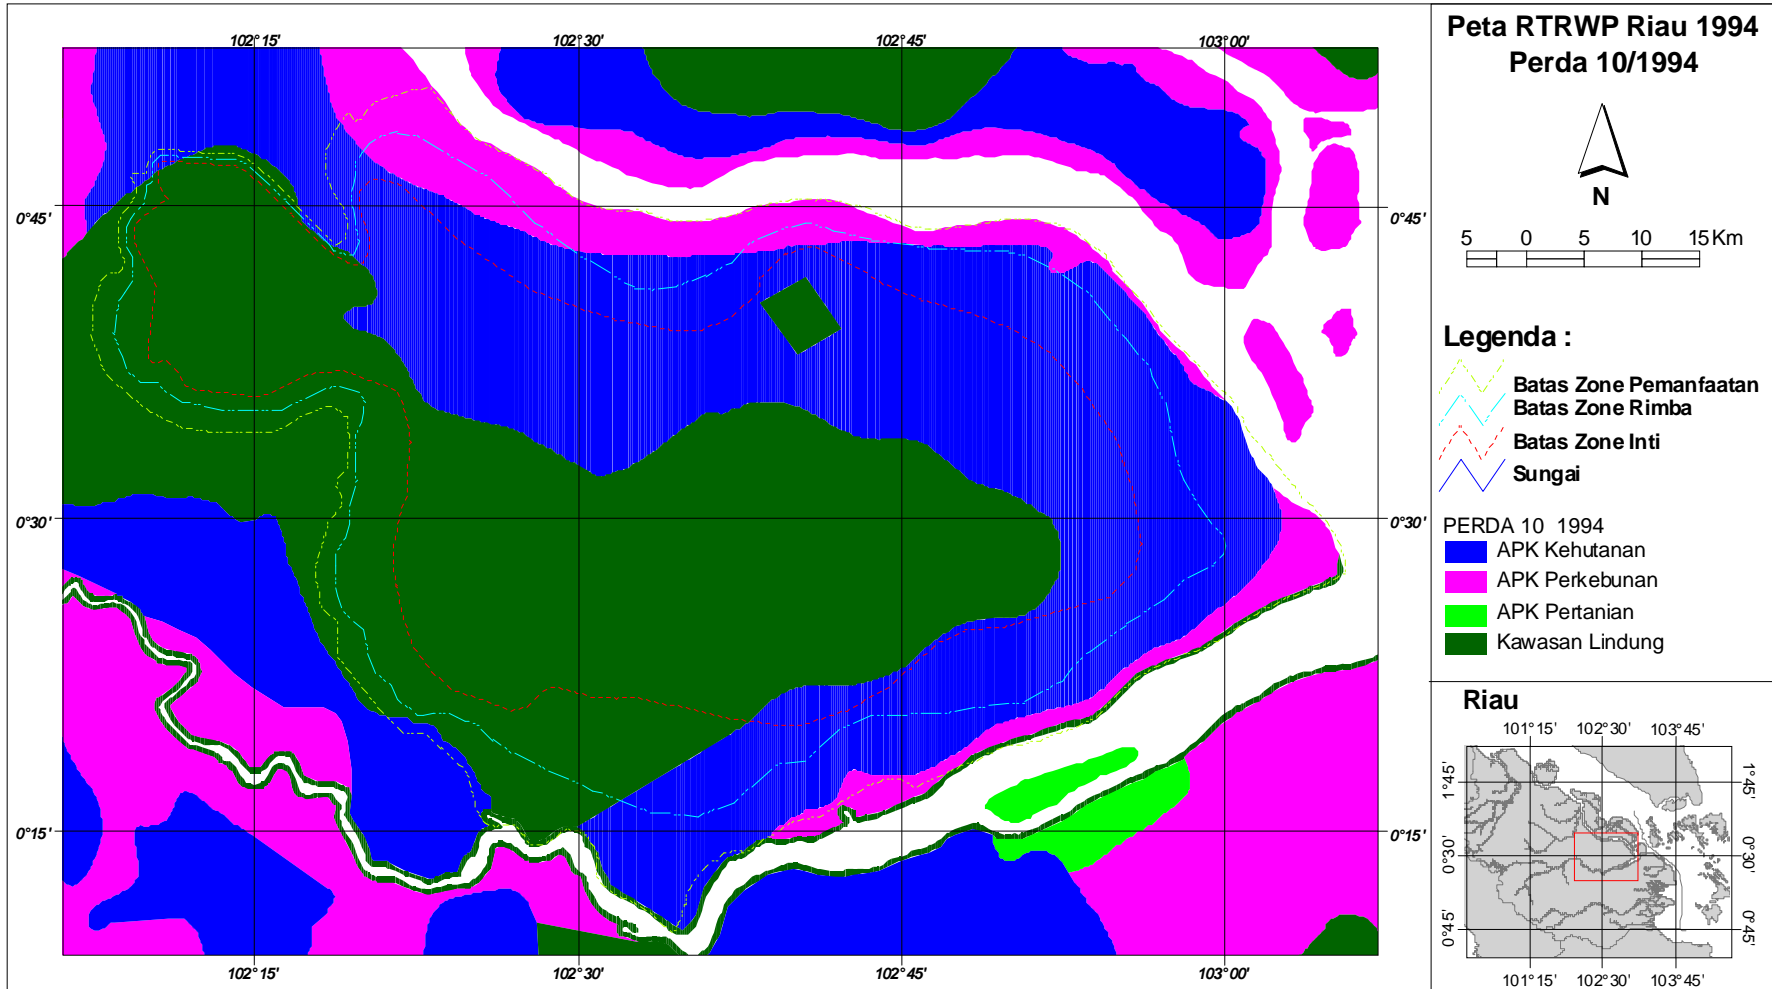 Peta RTRWP Riau 1994
Perda 10/1994
N
5 0 5 10 15 Km
Legenda :
Batas Zone Pemanfaatan
Batas Zone Rimba
Batas Zone Inti
Sungai
PERDA 10 1994
APK Kehutanan
APK Perkebunan
APK Pertanian
Kawasan Lindung
Riau
101°15' 102°30' 103°45'
1°45' 1°45'
0°30' 0°30'
0°45' 0°45'
101°15' 102°30' 103°45'
102°15' 102°30' 102°45' 103°00'
0°45' 0°45'
0°30' 0°30'
0°15' 0°15'
102°15' 102°30' 102°45' 103°00'